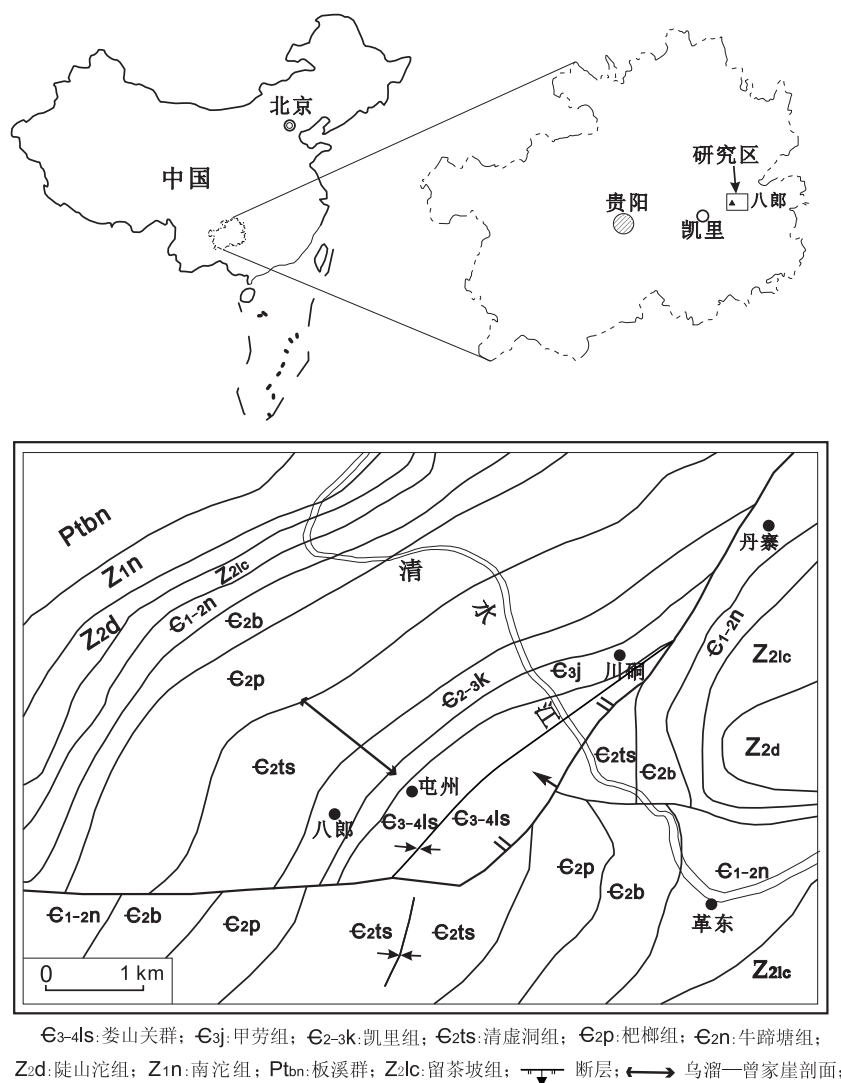 北京
中国
研究区
八郎
贵阳
凯里
Ptbn
Z1n
Z2d
Z2lc
Є1-2n
Є2b
Є2p
Є2ts
清
水
江
Є2-3k
Є3j
川硐
丹寨
Є1-2n
Z2lc
Z2d
Є2ts
Є2b
屯州
八郎
Є3-4ls
Є3-4ls
Є2p
Є2b
Є1-2n
革东
Z2lc
Є1-2n
Є2b
Є2p
Є2ts
Є2ts
0 1 km
Є3-4ls:娄山关群; Є3j:甲劳组; Є2-3k:凯里组; Є2ts:清虚洞组; Є2p:杷榔组; Є2n:牛蹄塘组;
Z2d:陡山沱组; Z1n:南沱组; Ptbn:板溪群; Z2lc:留茶坡组; 断层; 乌溜—曾家崖剖面;